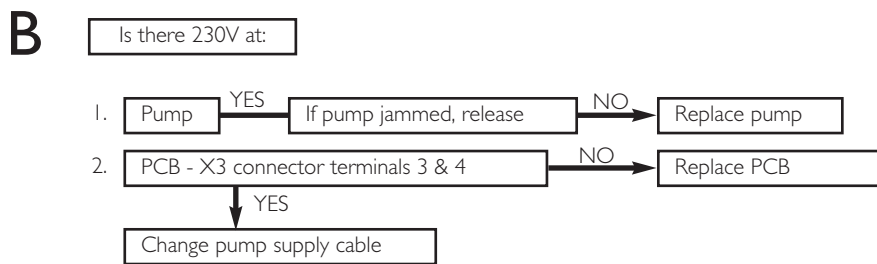 B
Is there 230V at:
1. Pump YES If pump jammed, release NO Replace pump
2. PCB - X3 connector terminals 3 & 4 NO Replace PCB
YES
Change pump supply cable